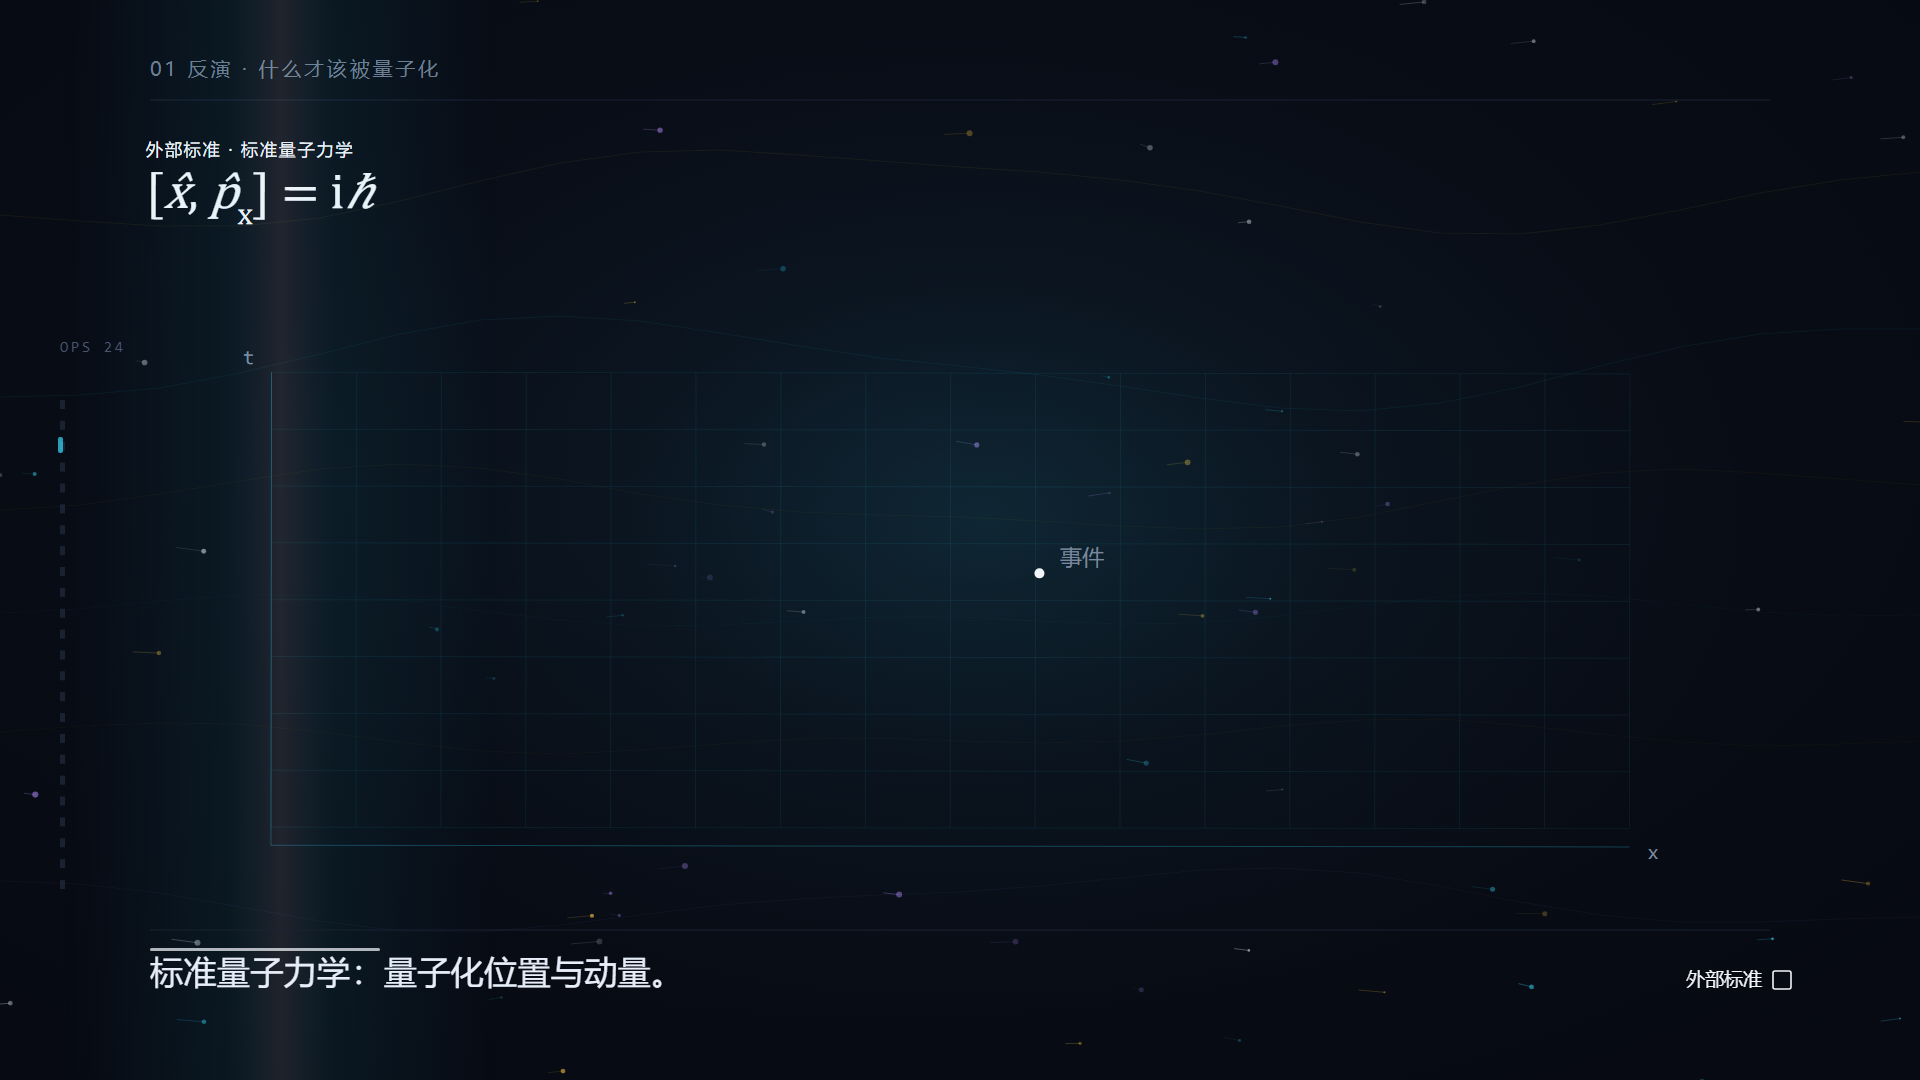 01 反演 · 什么才该被量子化
外部标准 · 标准量子力学
[x̂, p̂ₓ] = iℏ
OPS 24
t
事件
x
标准量子力学：量子化位置与动量。
外部标准